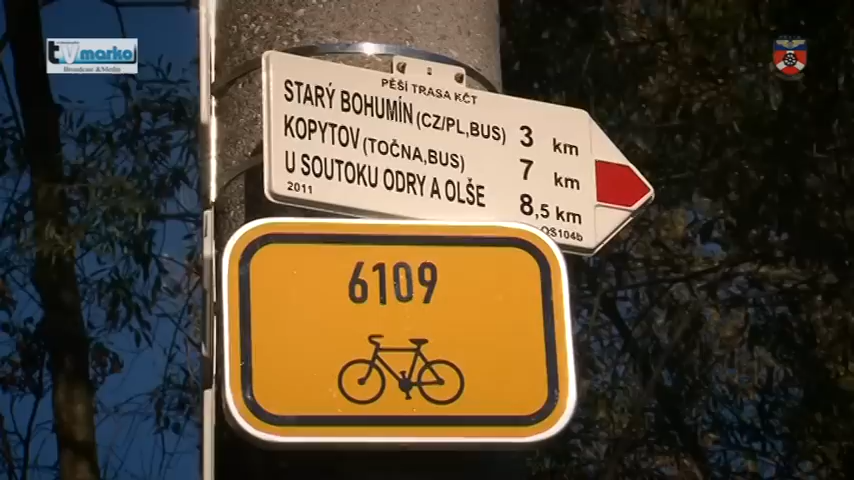 tvmarko
Broadcast & Media
PĚŠÍ TRASA KČT
STARÝ BOHUMÍN (CZ/PL,BUS) 3 km
KOPYTOV (TOČNA,BUS) 7 km
U SOUTOKU ODRY A OLŠE 8,5 km
2011 OS104b
6109